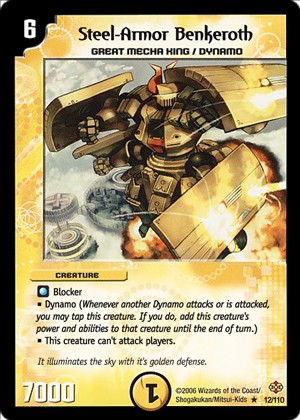 6
Steel-Armor Benkeroth
GREAT MECHA KING / DYNAMO
CREATURE
Blocker
▪ Dynamo (Whenever another Dynamo attacks or is attacked,
you may tap this creature. If you do, add this creature's
power and abilities to that creature until the end of turn.)
▪ This creature can't attack players.
It illuminates the sky with it's golden defense.
7000
1
©2006 Wizards of the Coast/
Shogakukan/Mitsui-Kids ★ 12/110